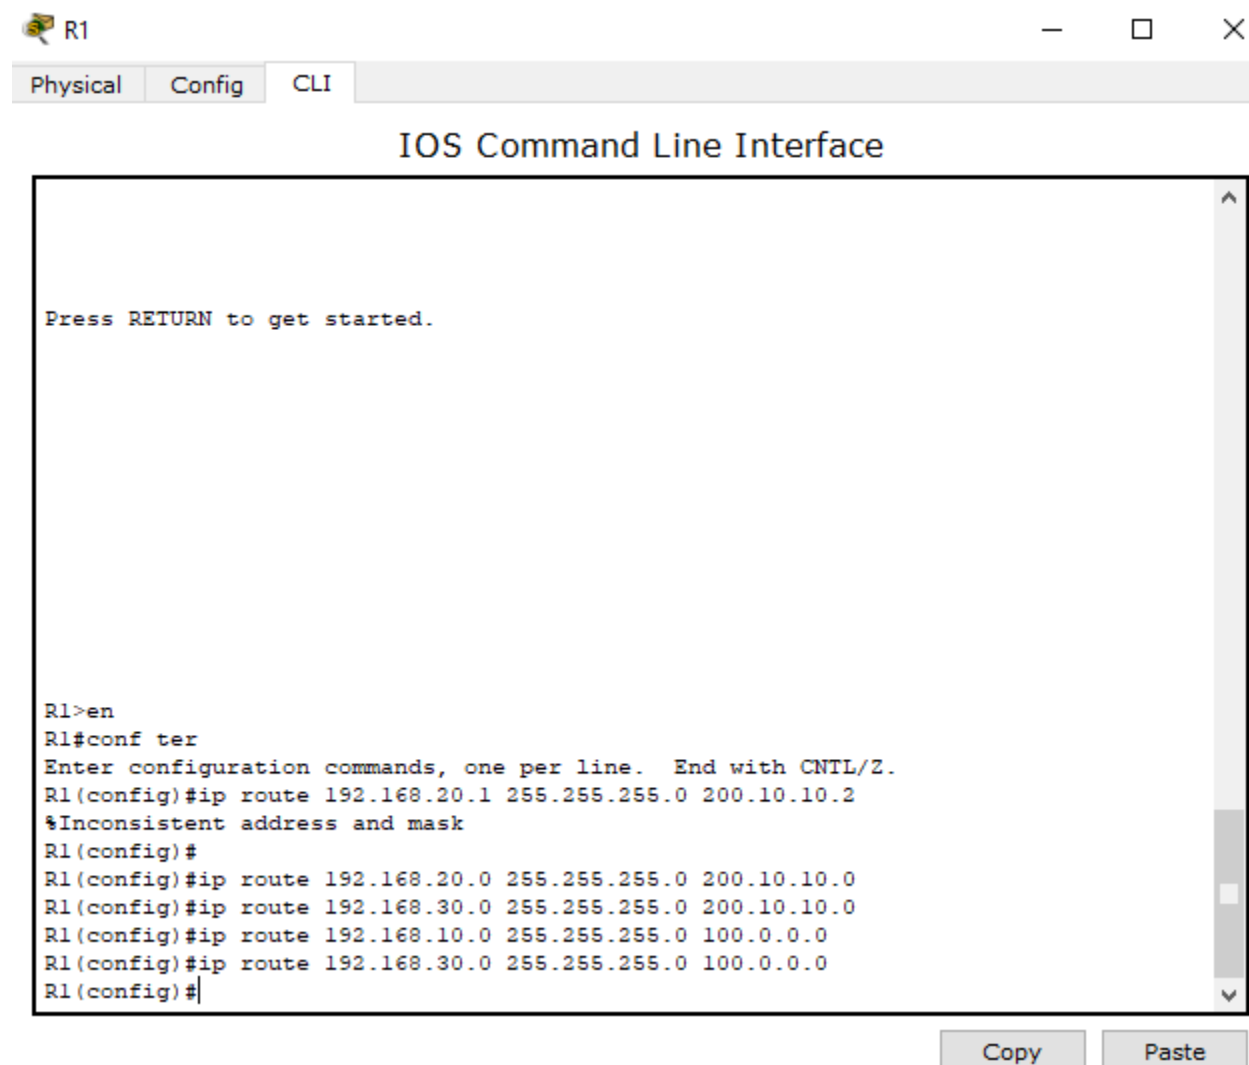 R1
Physical Config CLI
IOS Command Line Interface
Press RETURN to get started.
R1>en
R1#conf ter
Enter configuration commands, one per line.  End with CNTL/Z.
R1(config)#ip route 192.168.20.1 255.255.255.0 200.10.10.2
%Inconsistent address and mask
R1(config)#
R1(config)#ip route 192.168.20.0 255.255.255.0 200.10.10.0
R1(config)#ip route 192.168.30.0 255.255.255.0 200.10.10.0
R1(config)#ip route 192.168.10.0 255.255.255.0 100.0.0.0
R1(config)#ip route 192.168.30.0 255.255.255.0 100.0.0.0
R1(config)#
Copy Paste